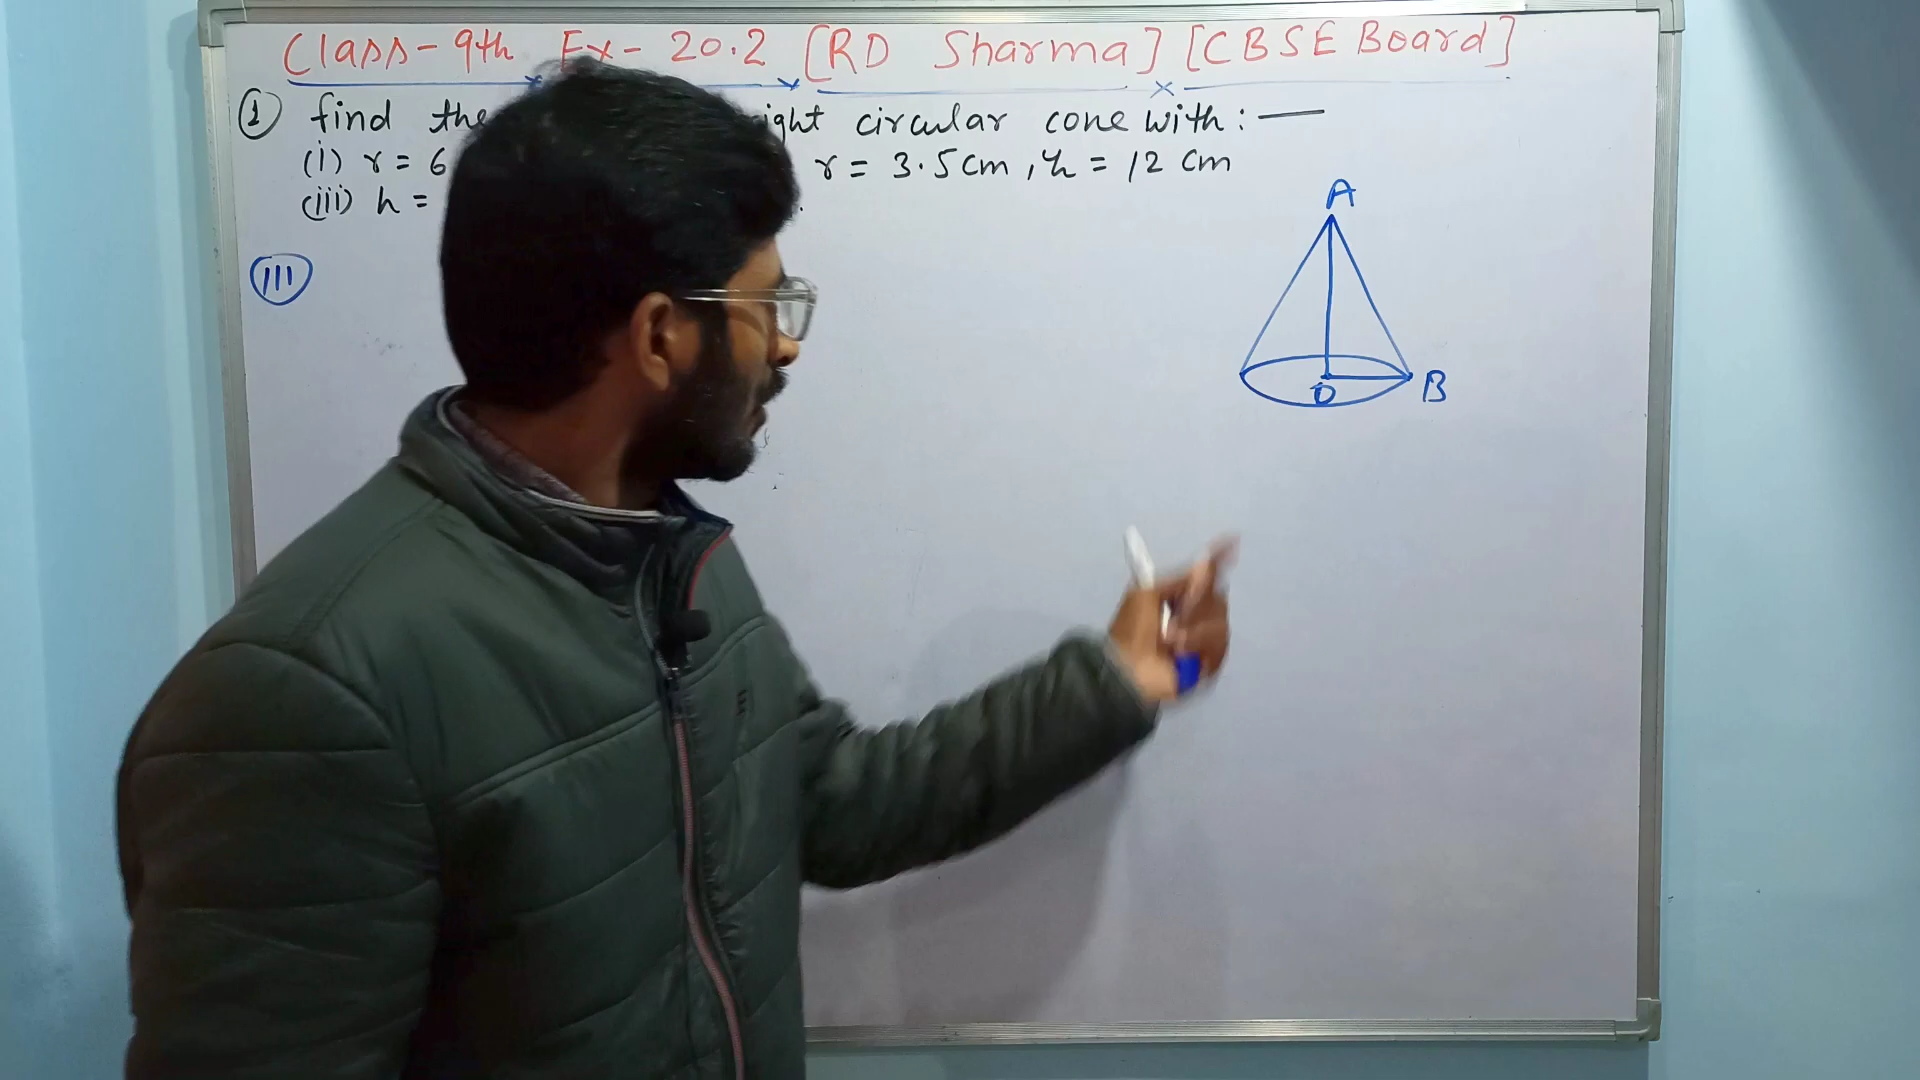 Class-9th Ex-20.2 [RD Sharma] [CBSE Board]
① find the circular cone with:—
(i) r = 6 r = 3.5cm, h = 12 cm
(iii) h =
A
III
O B